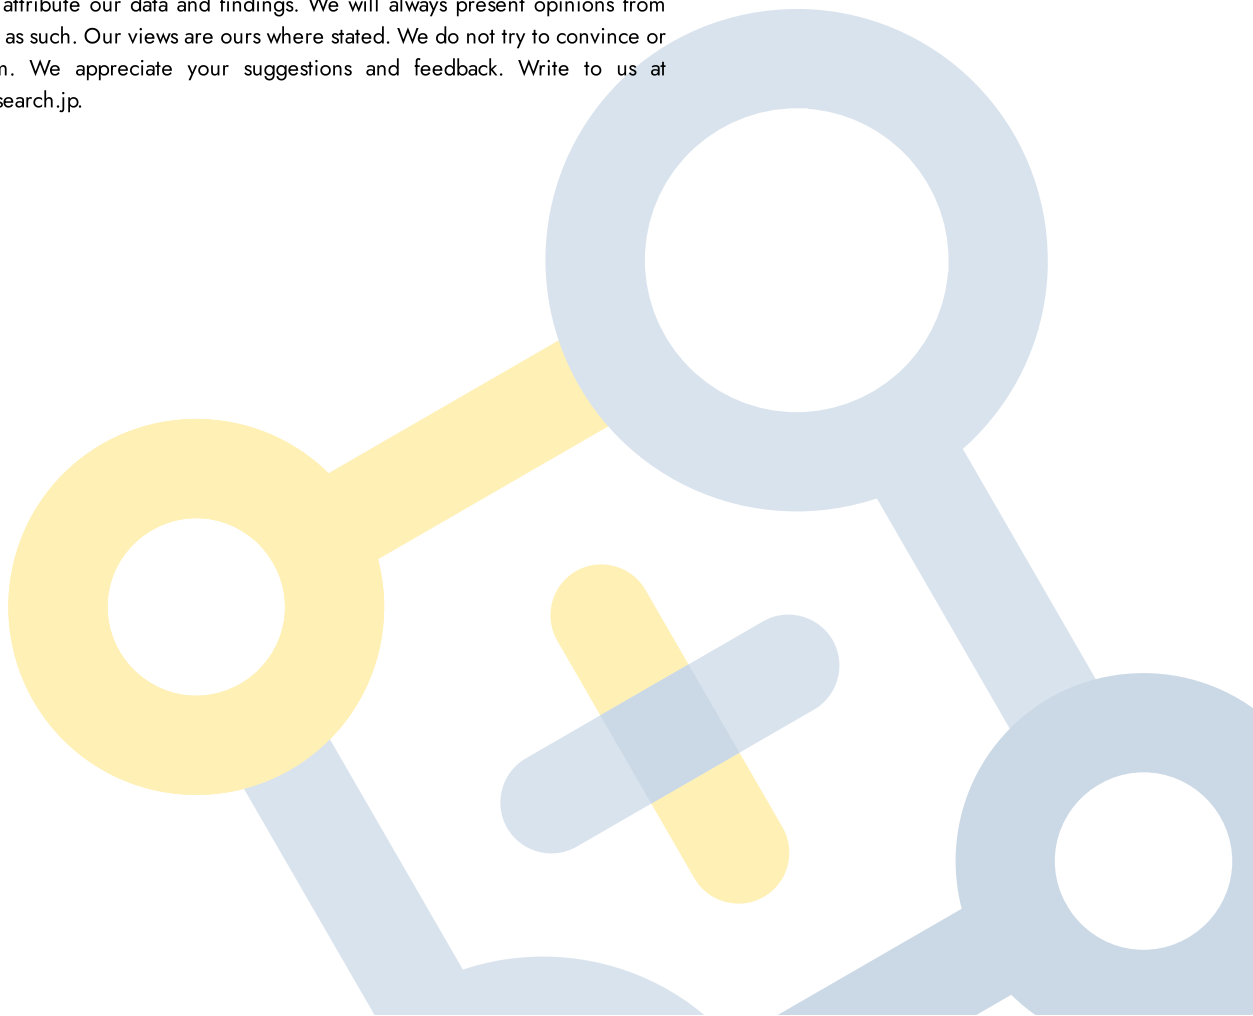 attribute our data and findings. We will always present opinions from
as such. Our views are ours where stated. We do not try to convince or
We appreciate your suggestions and feedback. Write to us at
search.jp.